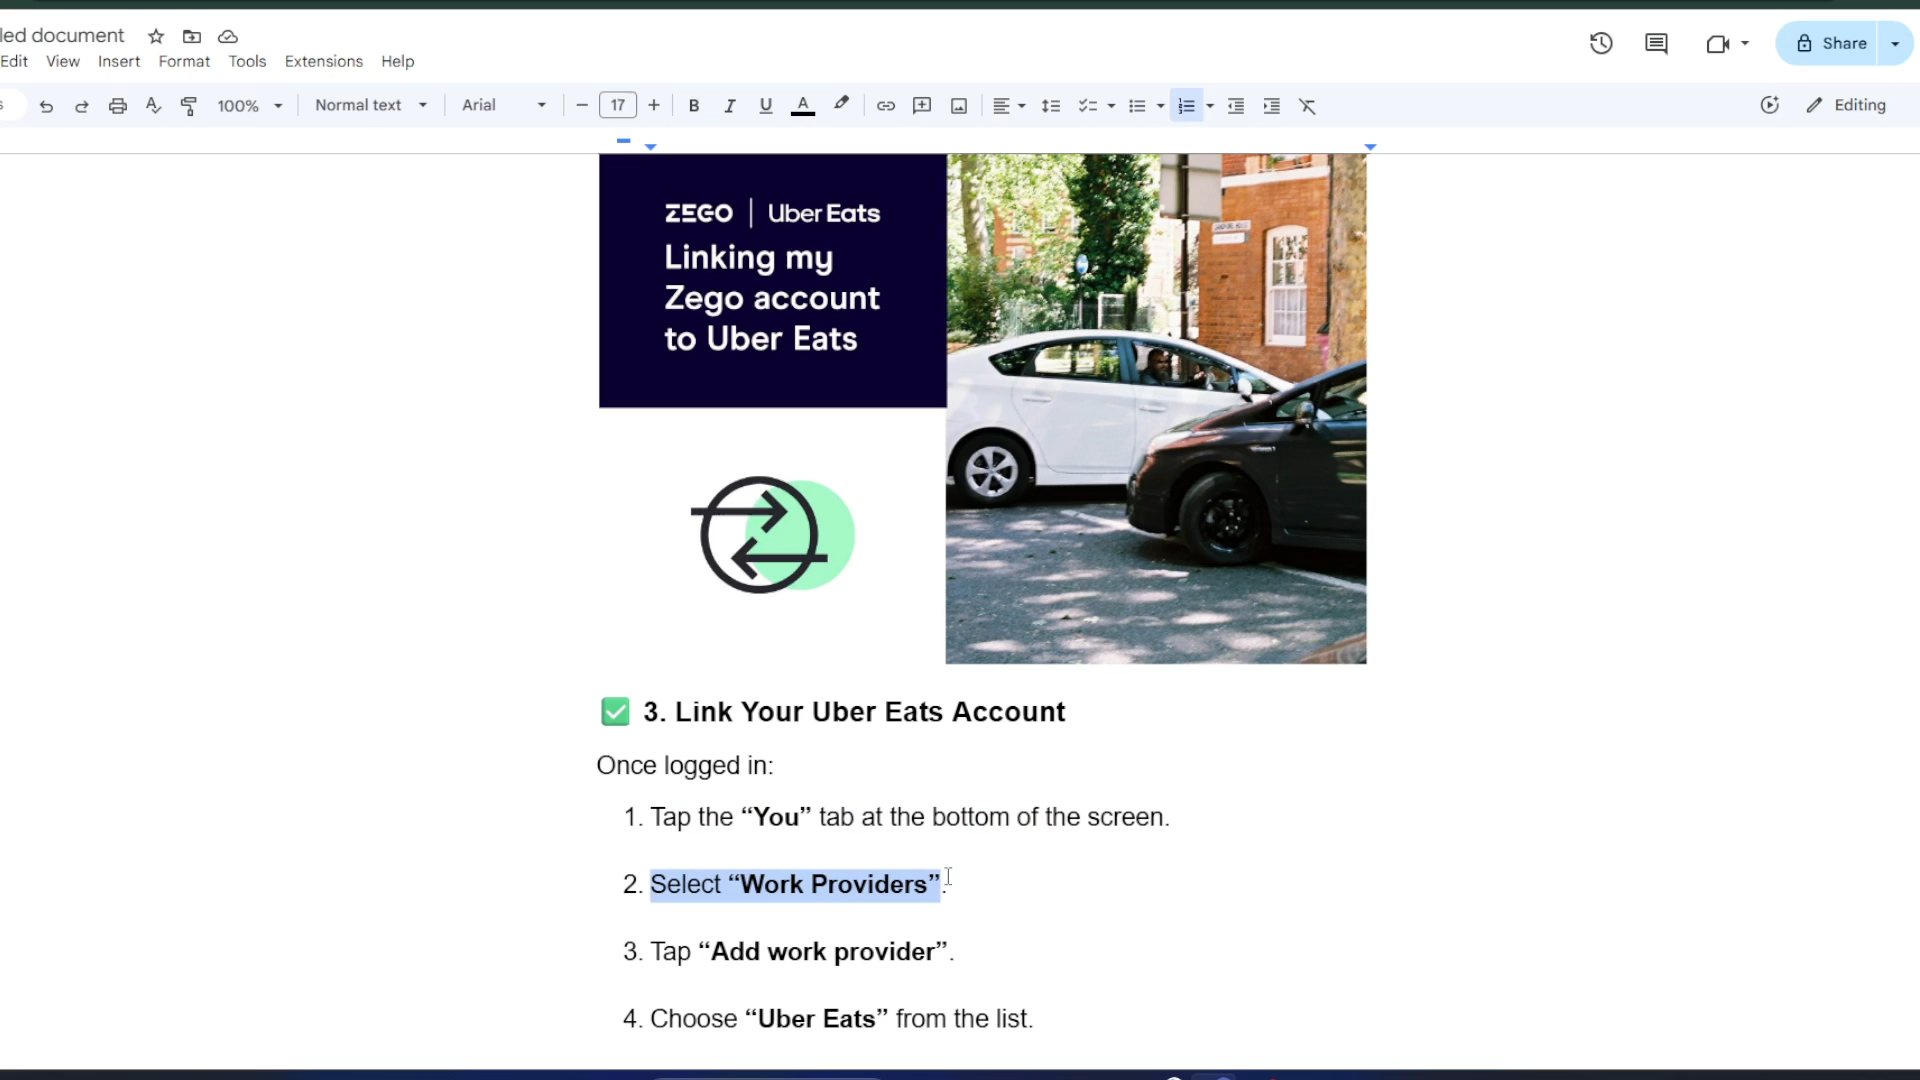 led document
Edit View Insert Format Tools Extensions Help
Share
100% Normal text Arial 17 Editing
ZEGO | Uber Eats
Linking my
Zego account
to Uber Eats
✅ 3. Link Your Uber Eats Account
Once logged in:
1. Tap the “You” tab at the bottom of the screen.
2. Select “Work Providers”.
3. Tap “Add work provider”.
4. Choose “Uber Eats” from the list.